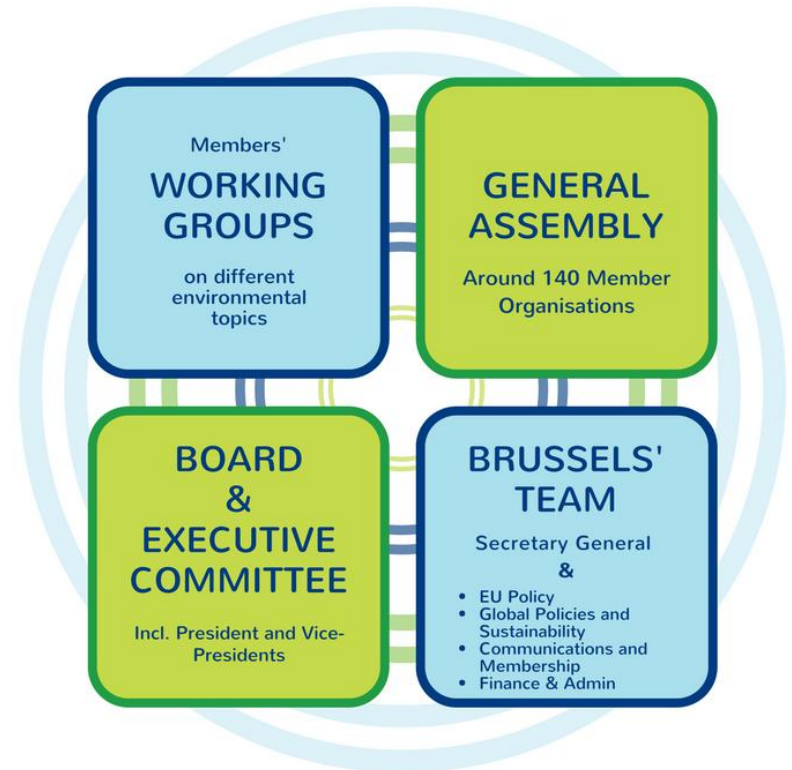 Members'
WORKING
GROUPS
on different
environmental
topics
GENERAL
ASSEMBLY
Around 140 Member
Organisations
BOARD
&
EXECUTIVE
COMMITTEE
Incl. President and Vice-
Presidents
BRUSSELS'
TEAM
Secretary General
&
• EU Policy
• Global Policies and
Sustainability
• Communications and
Membership
• Finance & Admin